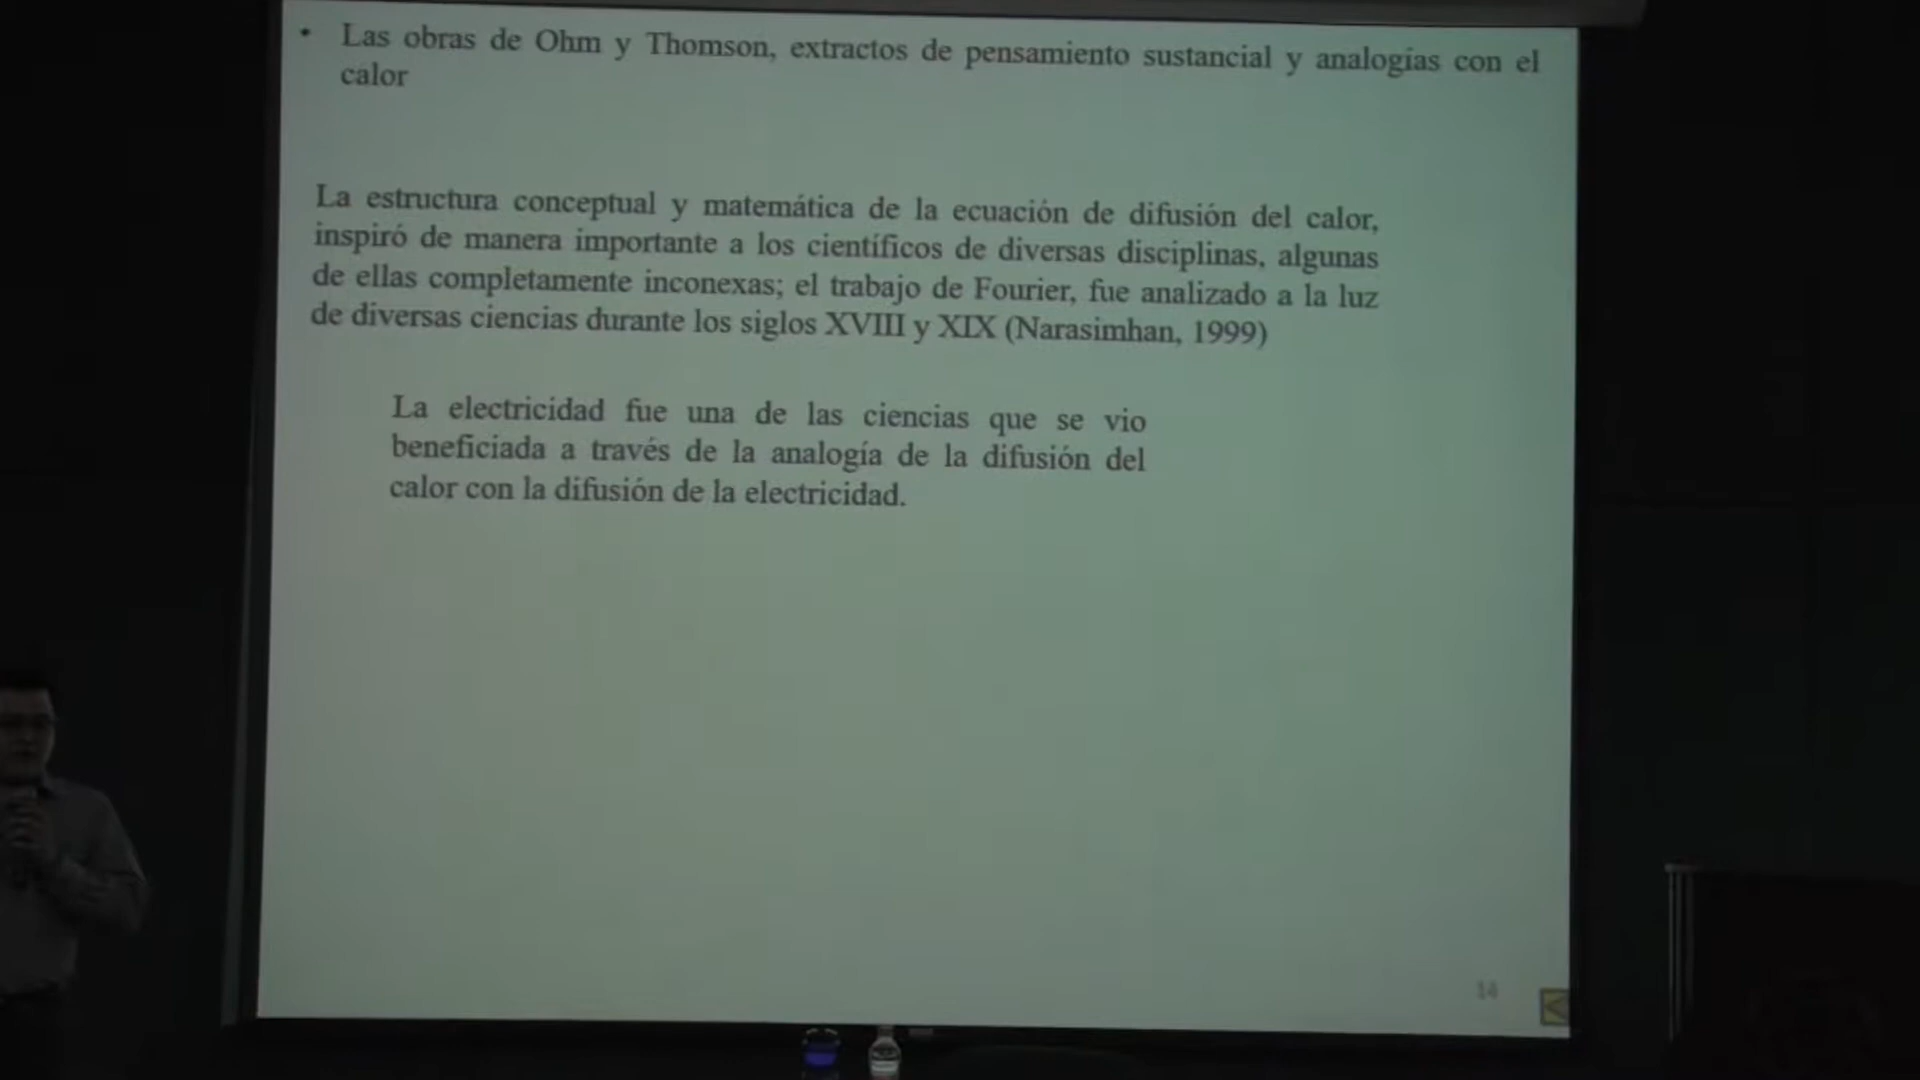 • Las obras de Ohm y Thomson, extractos de pensamiento sustancial y analogías con el
calor
La estructura conceptual y matemática de la ecuación de difusión del calor,
inspiró de manera importante a los científicos de diversas disciplinas, algunas
de ellas completamente inconexas; el trabajo de Fourier, fue analizado a la luz
de diversas ciencias durante los siglos XVIII y XIX (Narasimhan, 1999)
La electricidad fue una de las ciencias que se vio
beneficiada a través de la analogía de la difusión del
calor con la difusión de la electricidad.
14